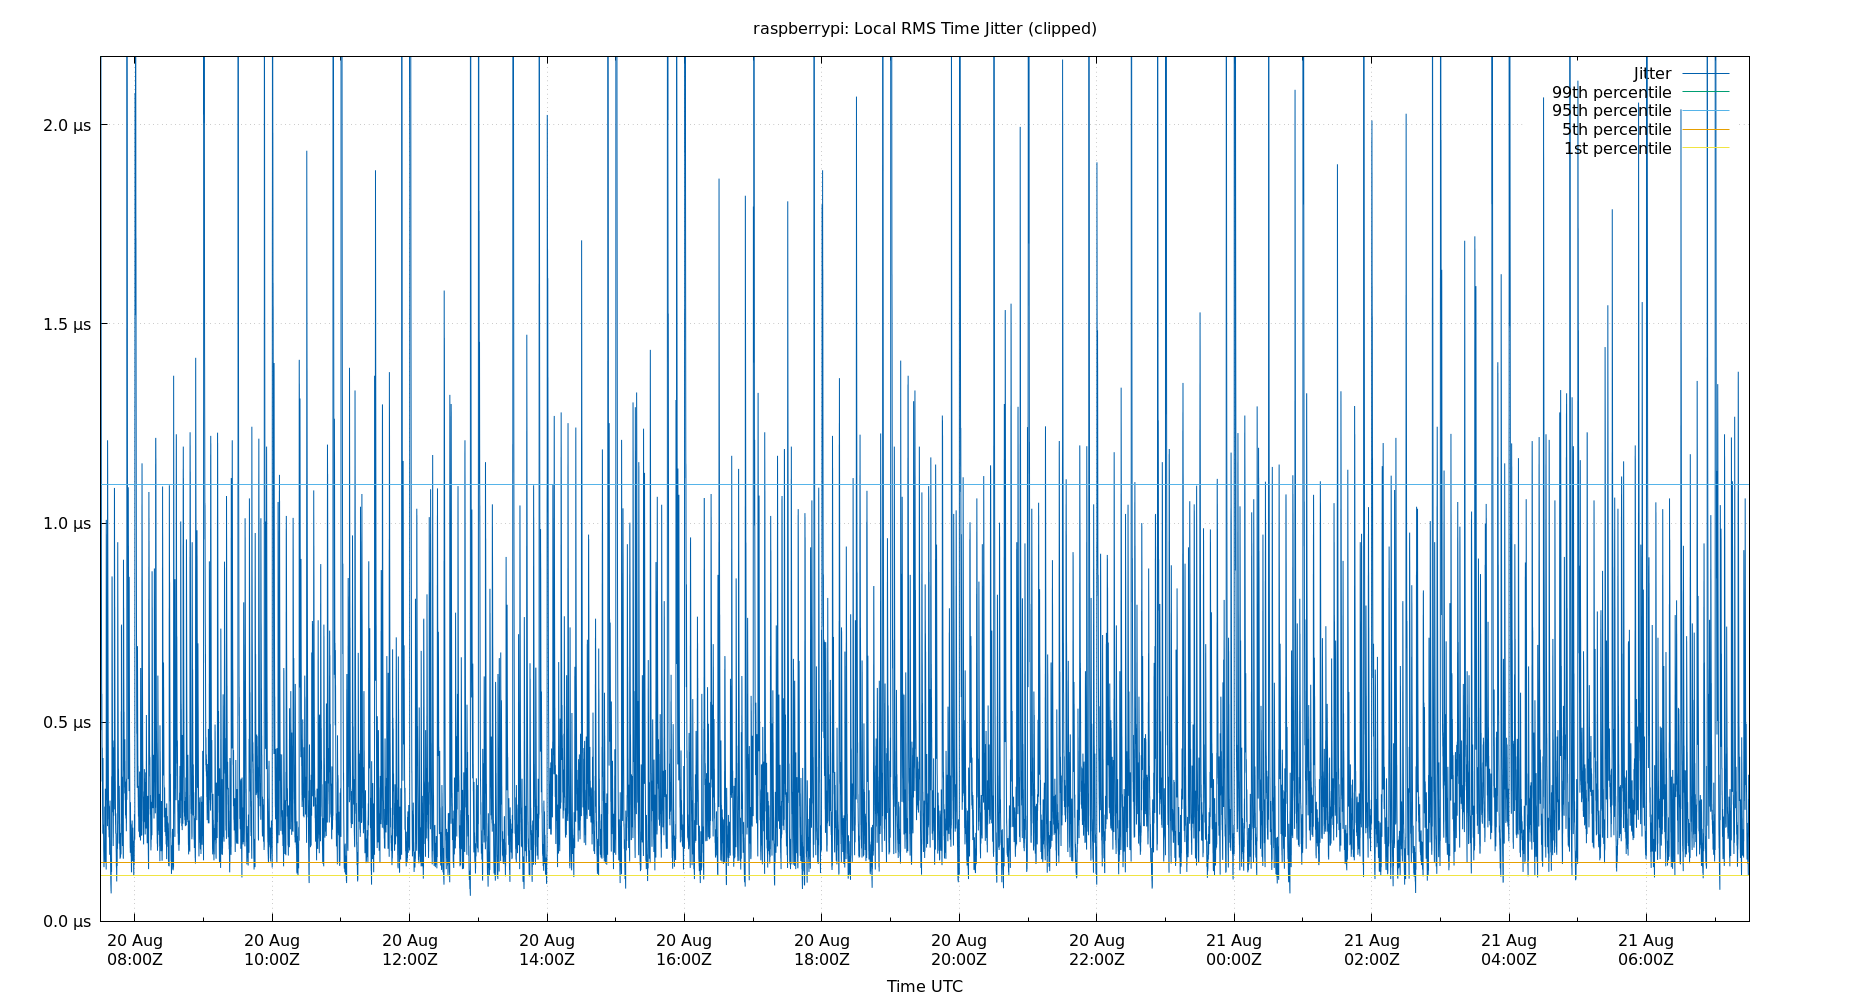 raspberrypi: Local RMS Time Jitter (clipped)
Jitter
99th percentile
95th percentile
5th percentile
1st percentile
2.0 µs
1.5 µs
1.0 µs
0.5 µs
0.0 µs
20 Aug 20 Aug 20 Aug 20 Aug 20 Aug 20 Aug 20 Aug 20 Aug 21 Aug 21 Aug 21 Aug 21 Aug
08:00Z 10:00Z 12:00Z 14:00Z 16:00Z 18:00Z 20:00Z 22:00Z 00:00Z 02:00Z 04:00Z 06:00Z
Time UTC